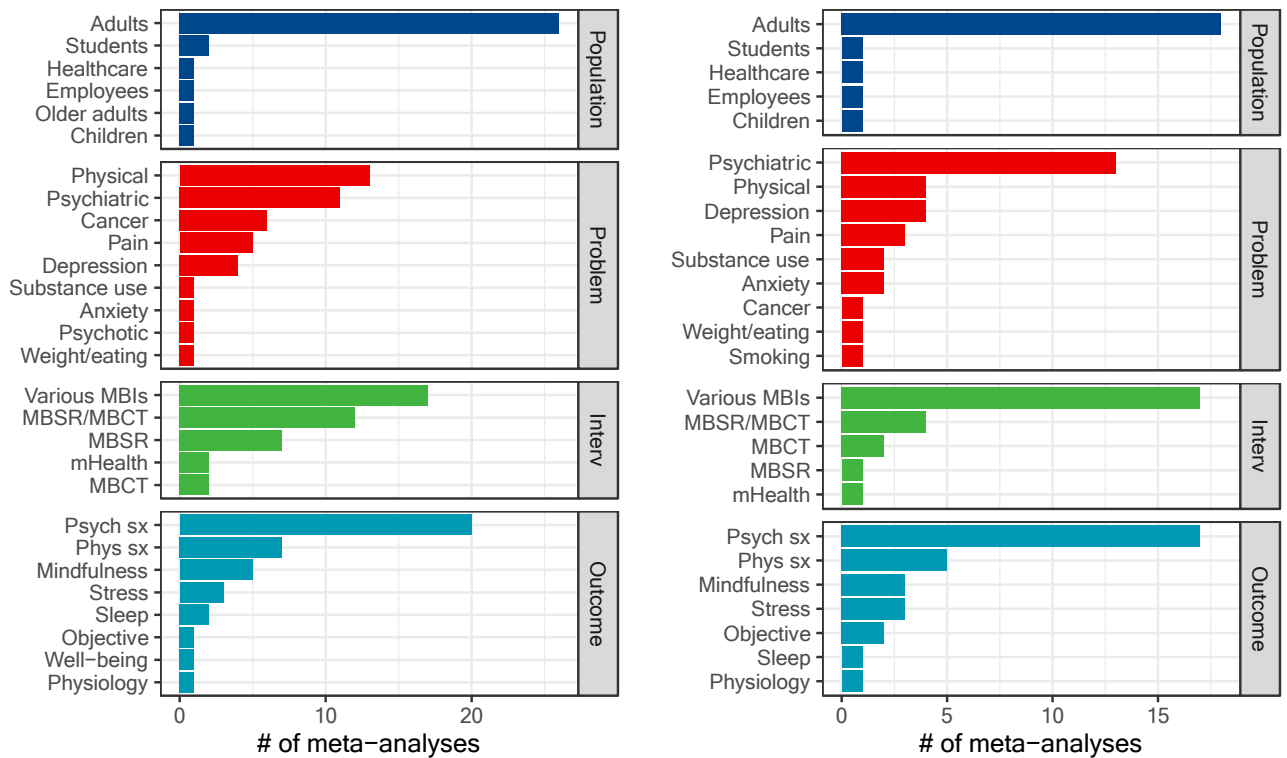 Adults
Students
Healthcare
Employees
Older adults
Children
Population
Physical
Psychiatric
Cancer
Pain
Depression
Substance use
Anxiety
Psychotic
Weight/eating
Problem
Various MBIs
MBSR/MBCT
MBSR
mHealth
MBCT
Interv
Psych sx
Phys sx
Mindfulness
Stress
Sleep
Objective
Well−being
Physiology
Outcome
0 10 20
# of meta−analyses
Adults
Students
Healthcare
Employees
Children
Population
Psychiatric
Physical
Depression
Pain
Substance use
Anxiety
Cancer
Weight/eating
Smoking
Problem
Various MBIs
MBSR/MBCT
MBCT
MBSR
mHealth
Interv
Psych sx
Phys sx
Mindfulness
Stress
Objective
Sleep
Physiology
Outcome
0 5 10 15
# of meta−analyses